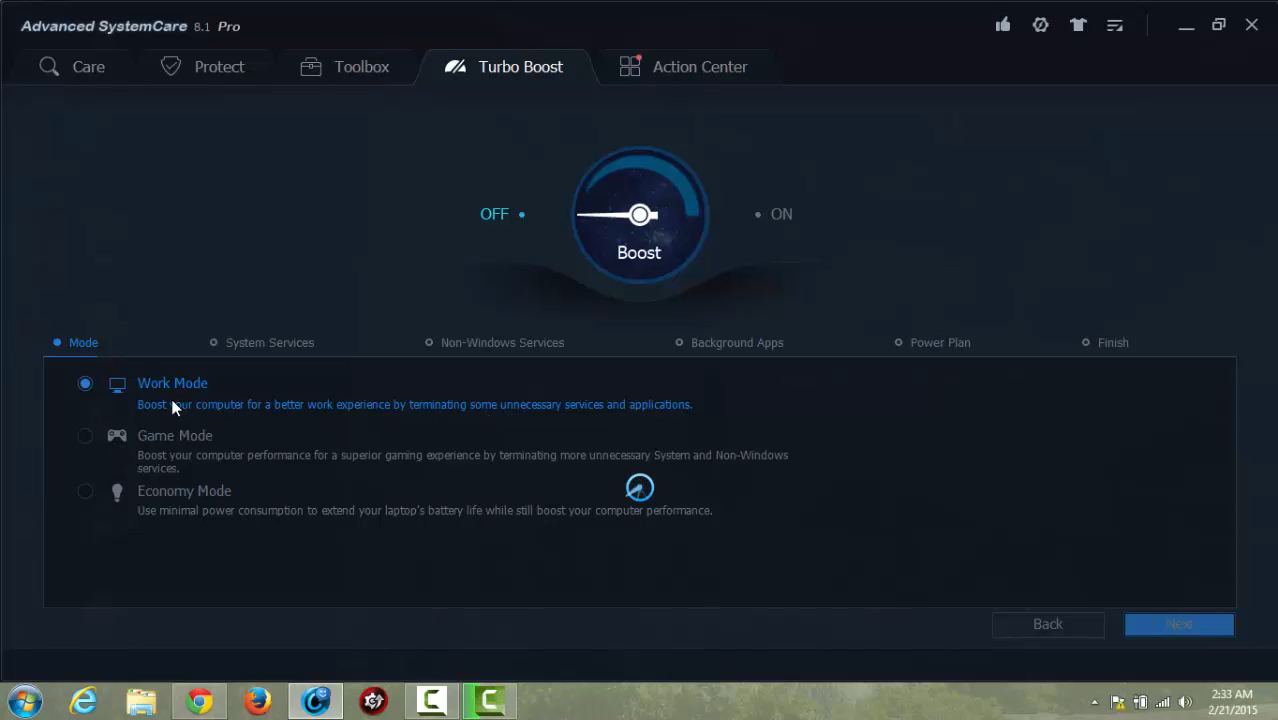 Advanced SystemCare 8.1 Pro
Care
Protect
Toolbox
Turbo Boost
Action Center
OFF
ON
Boost
Mode
System Services
Non-Windows Services
Background Apps
Power Plan
Finish
Work Mode
Boost your computer for a better work experience by terminating some unnecessary services and applications.
Game Mode
Boost your computer performance for a superior gaming experience by terminating more unnecessary System and Non-Windows
services.
Economy Mode
Use minimal power consumption to extend your laptop's battery life while still boost your computer performance.
Back
Next
2:33 AM
2/21/2015